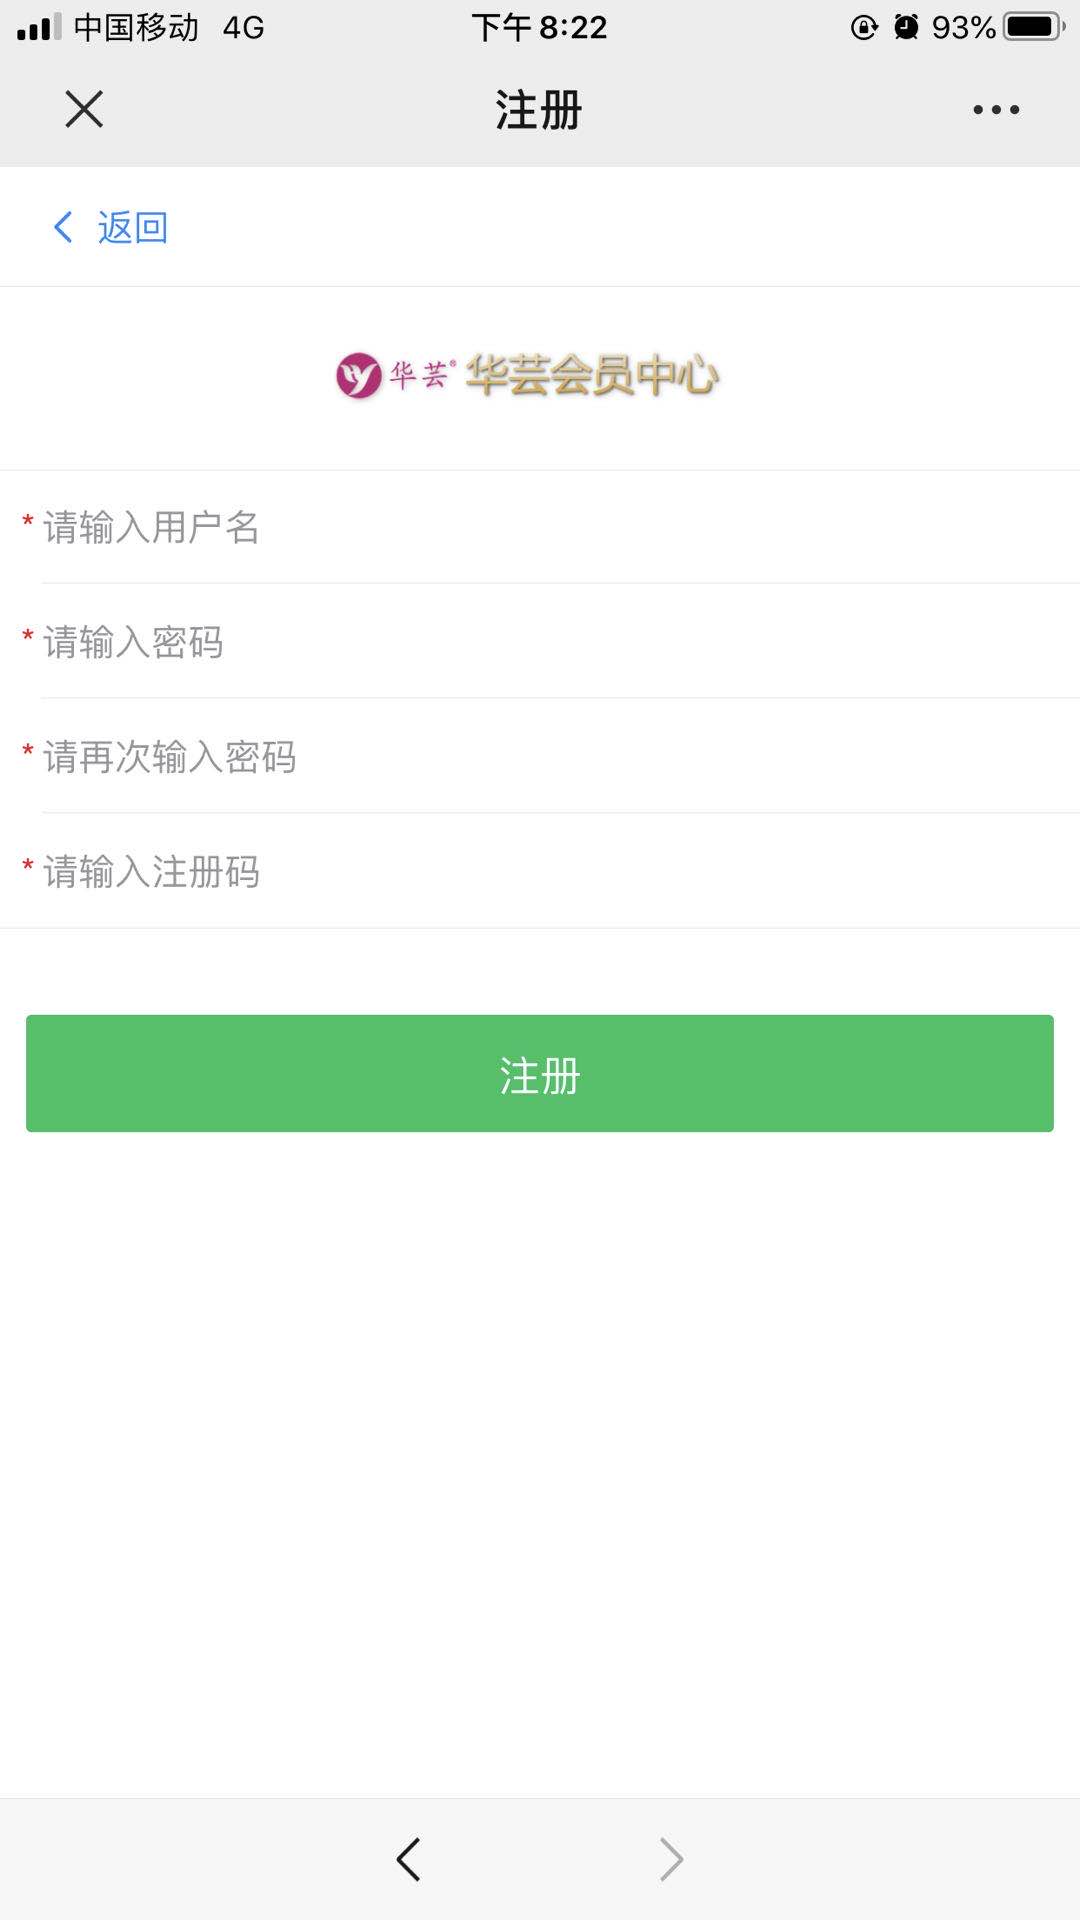 中国移动 4G 下午 8:22 93%
注册
返回
华芸® 华芸会员中心
* 请输入用户名
* 请输入密码
* 请再次输入密码
* 请输入注册码
注册